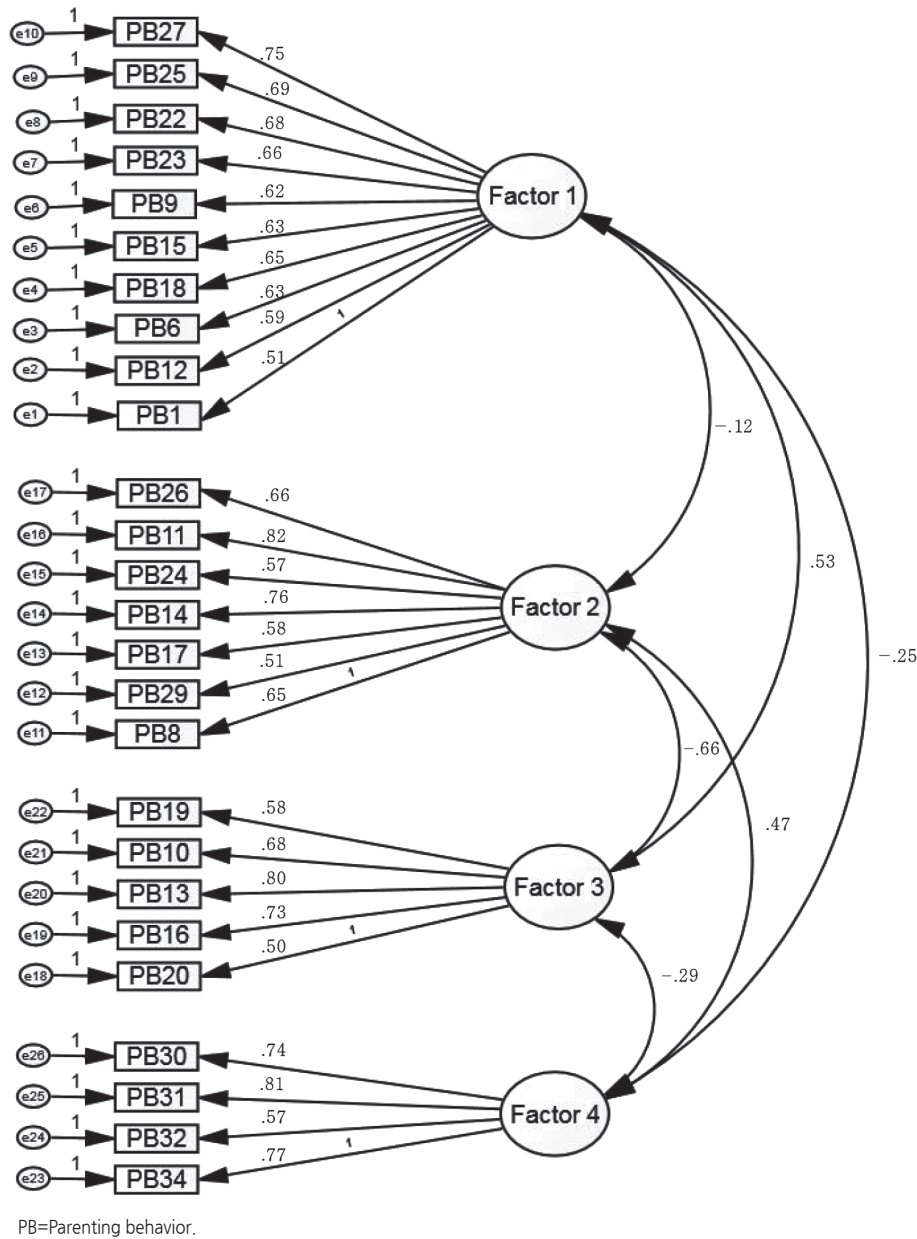 e10 1 PB27 .75
e9 1 PB25 .69
e8 1 PB22 .68
e7 1 PB23 .66
e6 1 PB9 .62
e5 1 PB15 .63
e4 1 PB18 .65
e3 1 PB6 .63
e2 1 PB12 .59 1
e1 1 PB1 .51
Factor 1
−.12
.53
−.25
e17 1 PB26 .66
e16 1 PB11 .82
e15 1 PB24 .57
e14 1 PB14 .76
e13 1 PB17 .58
e12 1 PB29 .51 1
e11 1 PB8 .65
Factor 2
−.66
.47
e22 1 PB19 .58
e21 1 PB10 .68
e20 1 PB13 .80
e19 1 PB16 .73 1
e18 1 PB20 .50
Factor 3
−.29
e26 1 PB30 .74
e25 1 PB31 .81
e24 1 PB32 .57 1
e23 1 PB34 .77
Factor 4
PB=Parenting behavior.